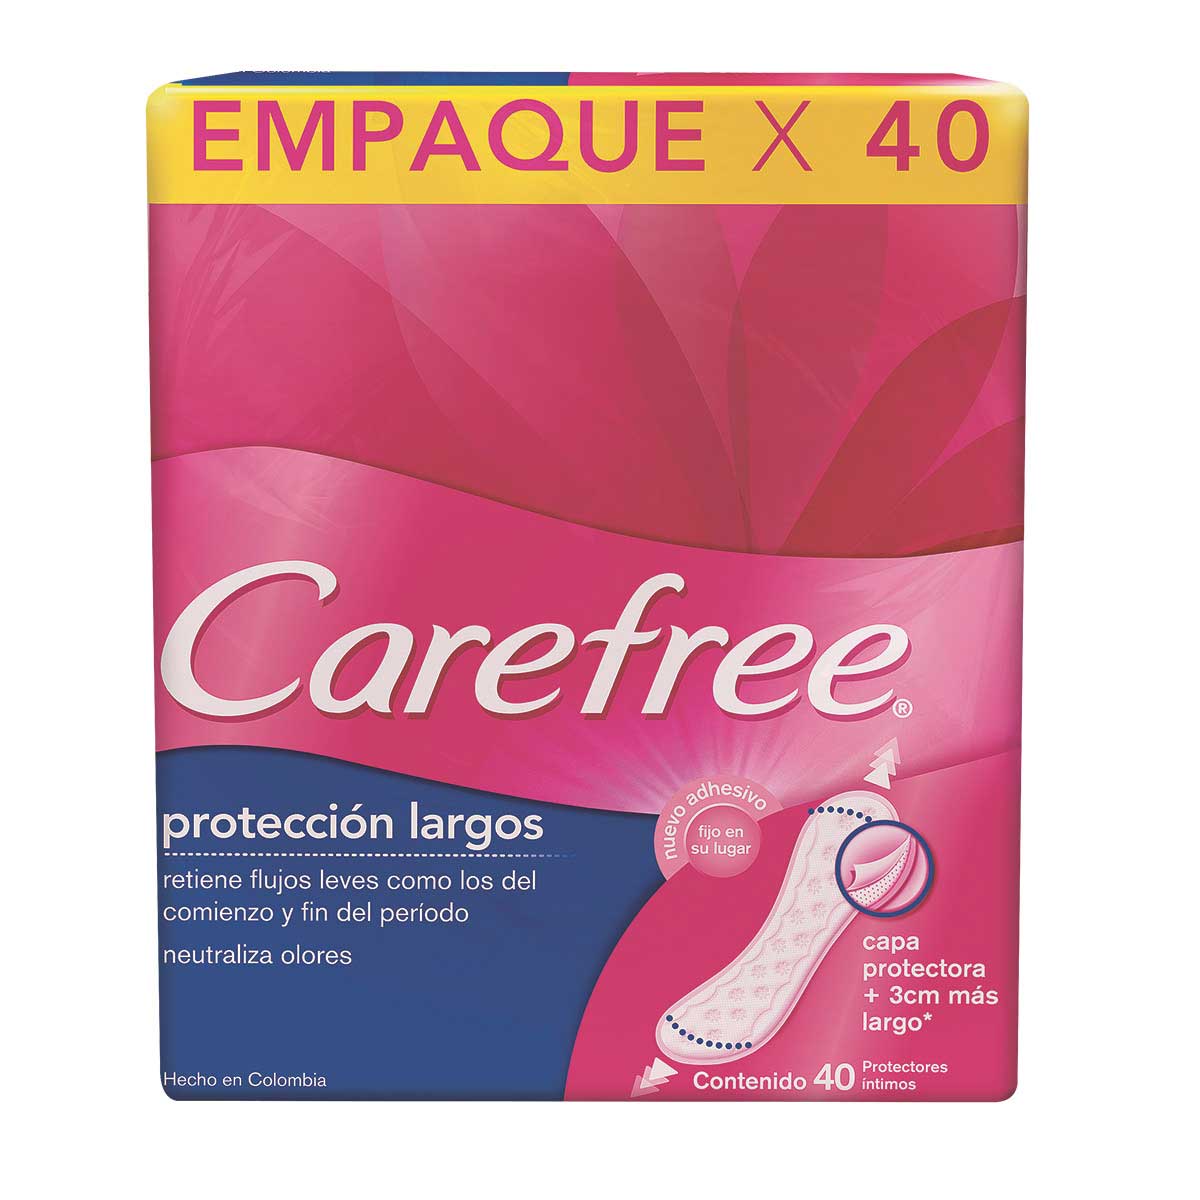 EMPAQUE X 40
Carefree®
protección largos
retiene flujos leves como los del
comienzo y fin del período
neutraliza olores
Hecho en Colombia
nuevo adhesivo
fijo en
su lugar
capa
protectora
+ 3cm más
largo*
Contenido 40 Protectores
íntimos